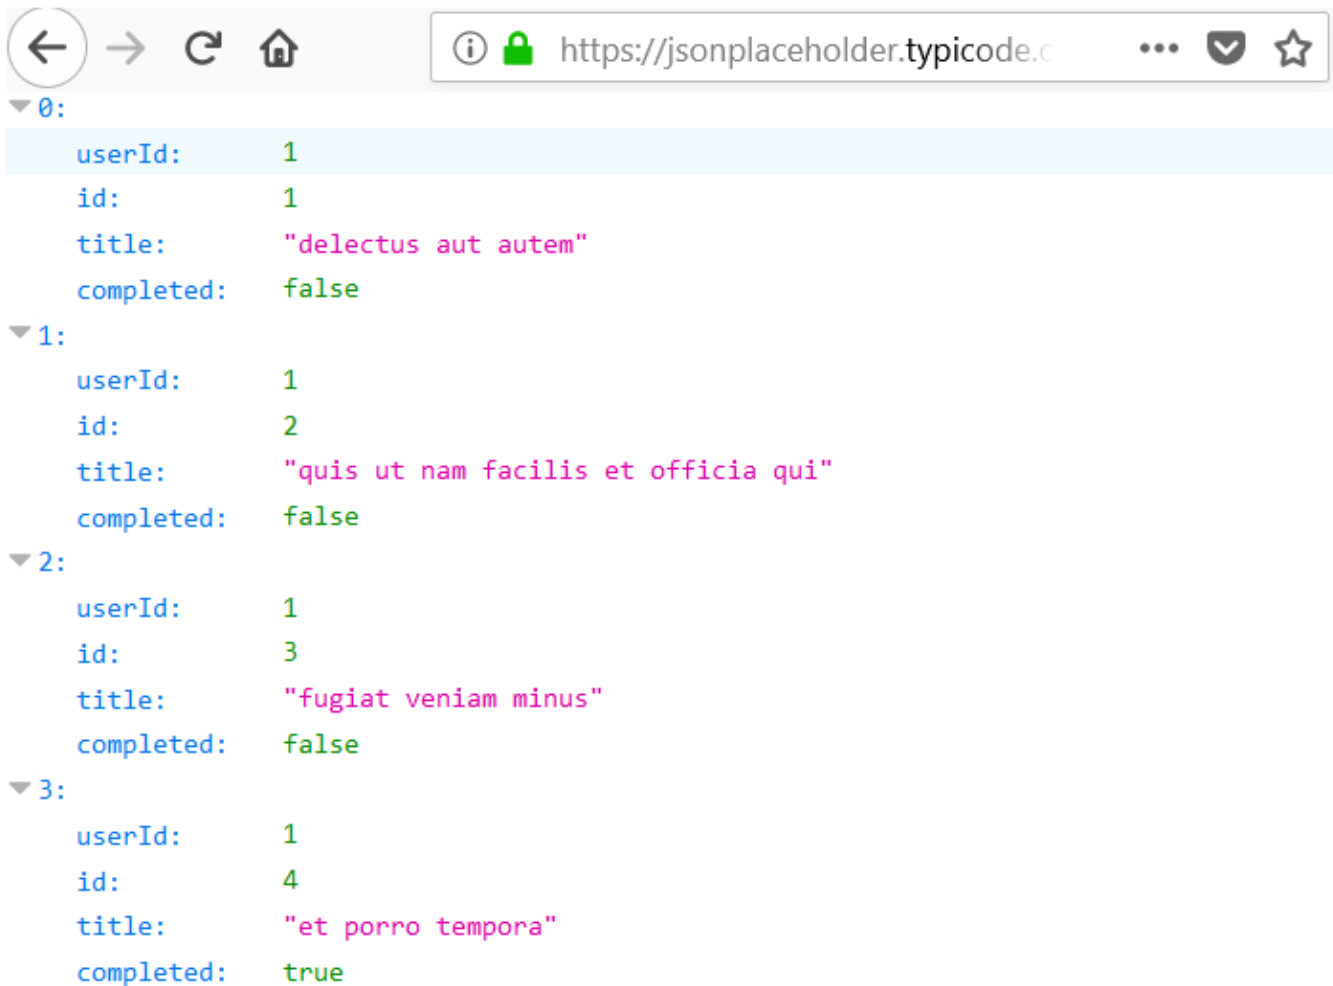 https://jsonplaceholder.typicode.c
0:
userId: 1
id: 1
title: "delectus aut autem"
completed: false
1:
userId: 1
id: 2
title: "quis ut nam facilis et officia qui"
completed: false
2:
userId: 1
id: 3
title: "fugiat veniam minus"
completed: false
3:
userId: 1
id: 4
title: "et porro tempora"
completed: true